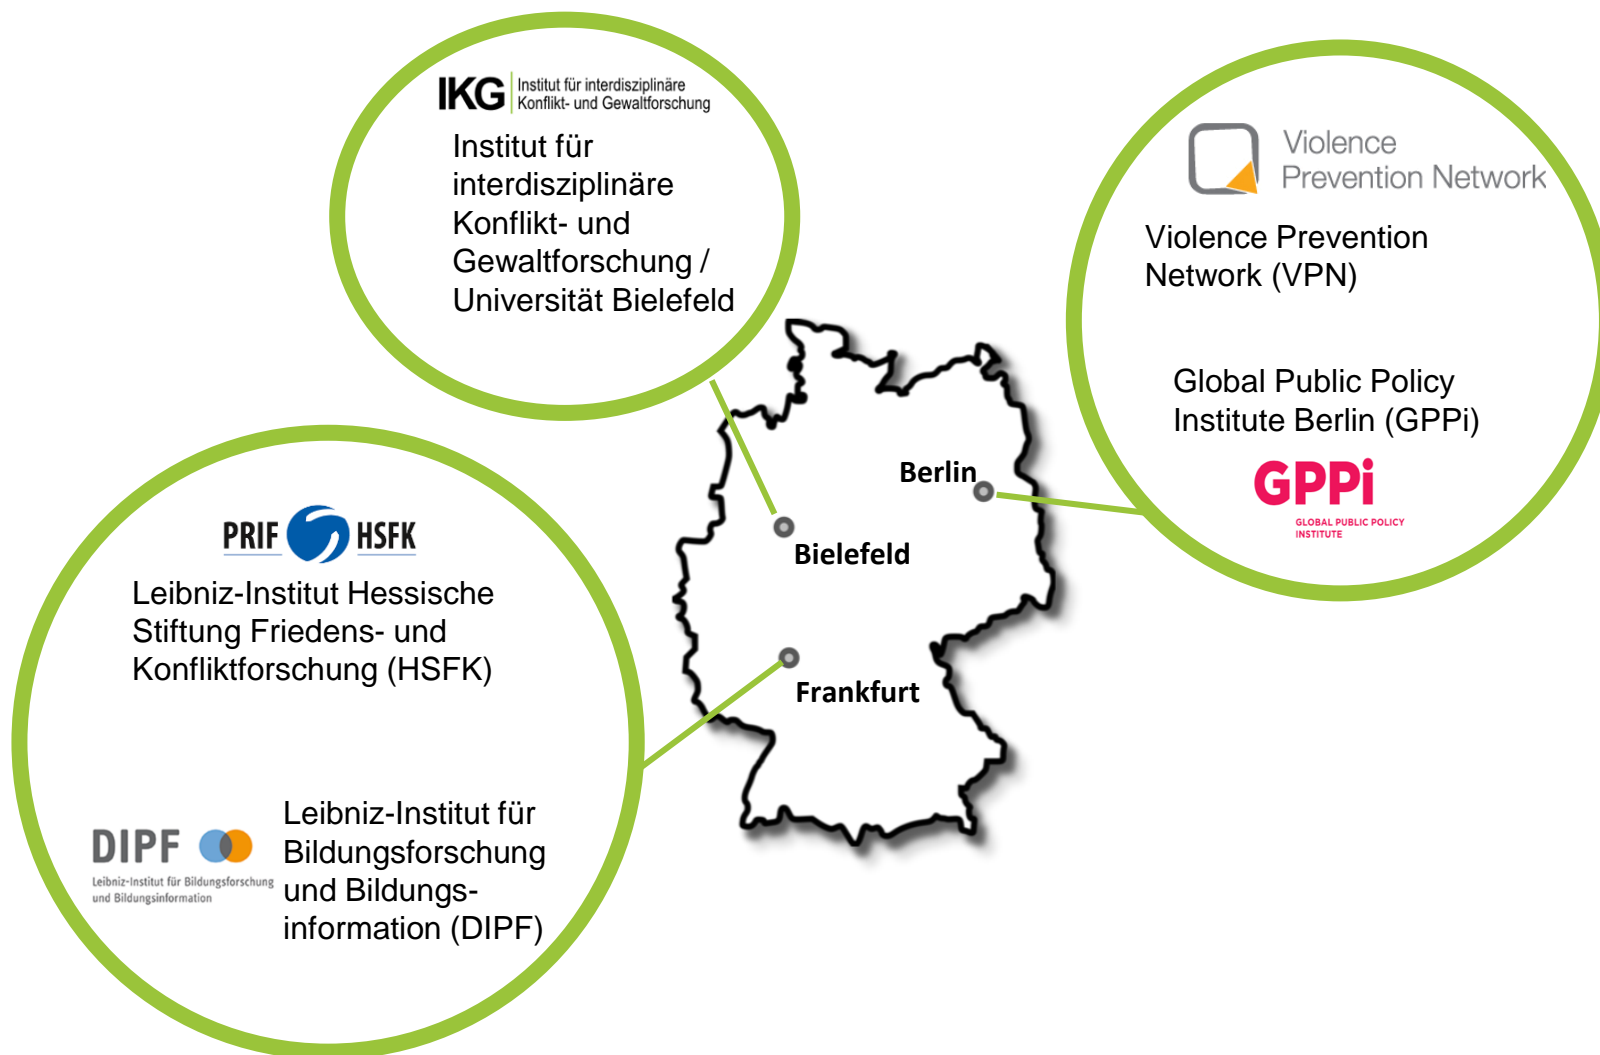 IKG
Institut für interdisziplinäre
Konflikt- und Gewaltforschung
Institut für
interdisziplinäre
Konflikt- und
Gewaltforschung /
Universität Bielefeld
Violence
Prevention Network
Violence Prevention
Network (VPN)
Global Public Policy
Institute Berlin (GPPi)
GPPi
GLOBAL PUBLIC POLICY
INSTITUTE
Berlin
Bielefeld
Frankfurt
PRIF HSFK
Leibniz-Institut Hessische
Stiftung Friedens- und
Konfliktforschung (HSFK)
DIPF
Leibniz-Institut für Bildungsforschung
und Bildungsinformation
Leibniz-Institut für
Bildungsforschung
und Bildungs-
information (DIPF)